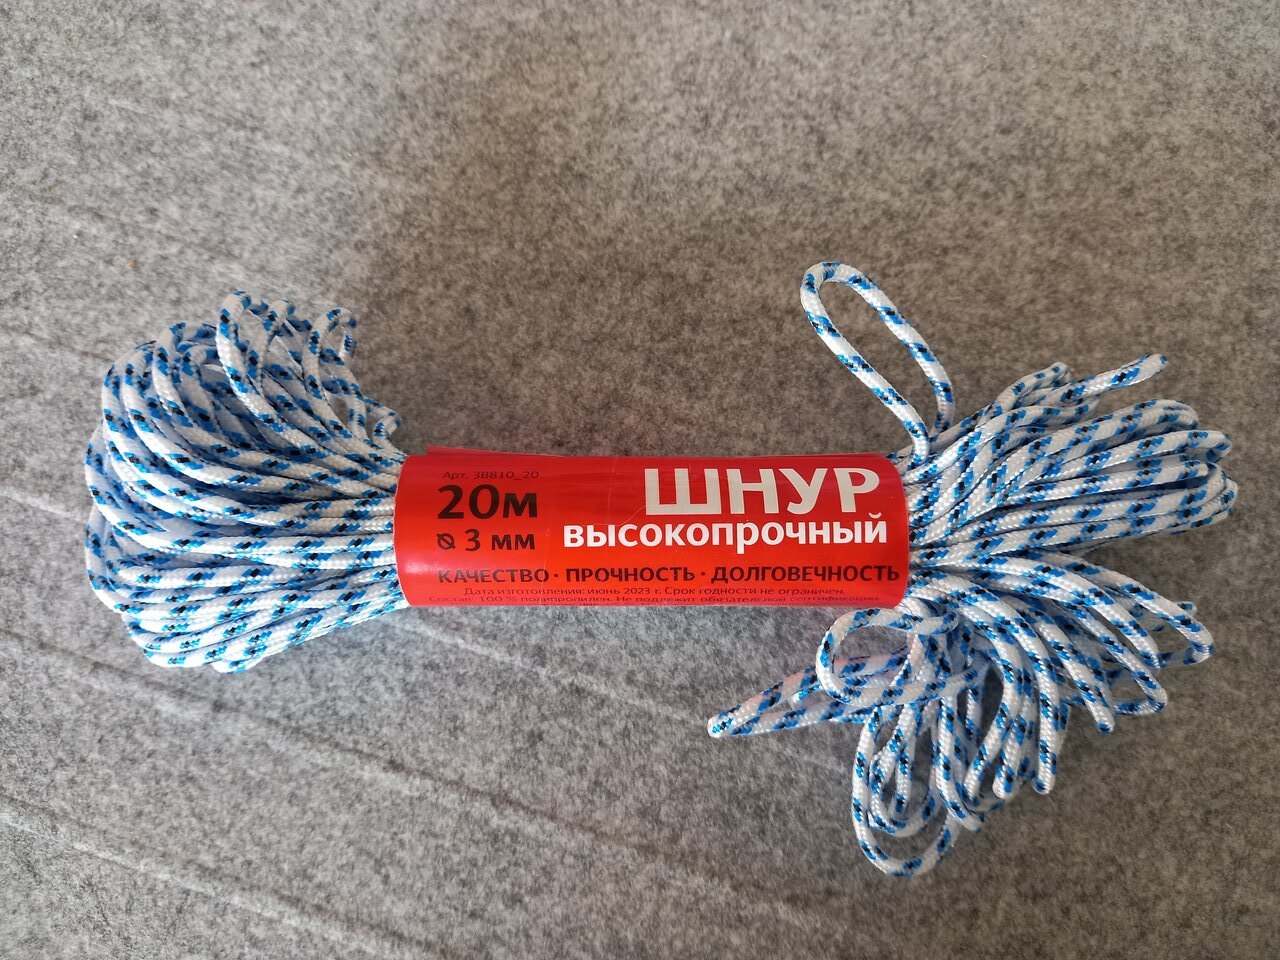 Арт. 38810_20
20м
⌀ 3 мм
ШНУР
высокопрочный
КАЧЕСТВО · ПРОЧНОСТЬ · ДОЛГОВЕЧНОСТЬ
Дата изготовления: июнь 2023 г. Срок годности не ограничен.
Состав: 100 % полипропилен. Не подлежит обязательной сертификации.